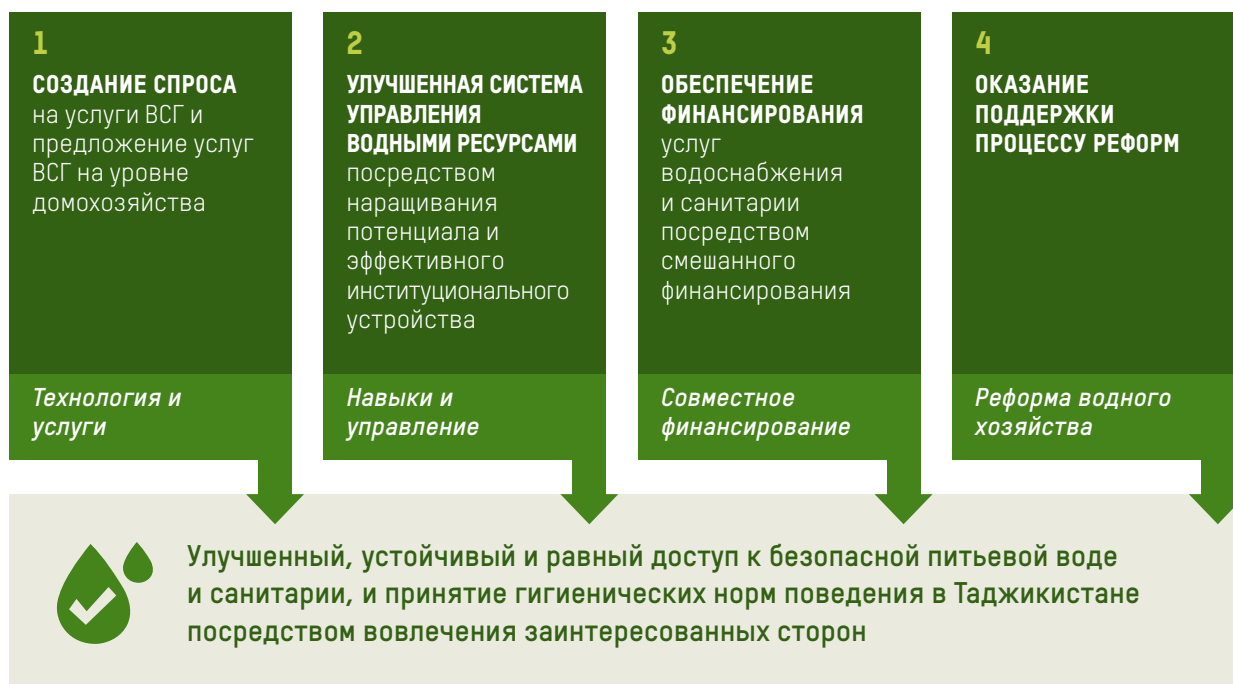 1
СОЗДАНИЕ СПРОСА
на услуги ВСГ и
предложение услуг
ВСГ на уровне
домохозяйства
Технология и
услуги
2
УЛУЧШЕННАЯ СИСТЕМА
УПРАВЛЕНИЯ
ВОДНЫМИ РЕСУРСАМИ
посредством
наращивания
потенциала и
эффективного
институционального
устройства
Навыки и
управление
3
ОБЕСПЕЧЕНИЕ
ФИНАНСИРОВАНИЯ
услуг
водоснабжения
и санитарии
посредством
смешанного
финансирования
Совместное
финансирование
4
ОКАЗАНИЕ
ПОДДЕРЖКИ
ПРОЦЕССУ РЕФОРМ
Реформа водного
хозяйства
Улучшенный, устойчивый и равный доступ к безопасной питьевой воде
и санитарии, и принятие гигиенических норм поведения в Таджикистане
посредством вовлечения заинтересованных сторон